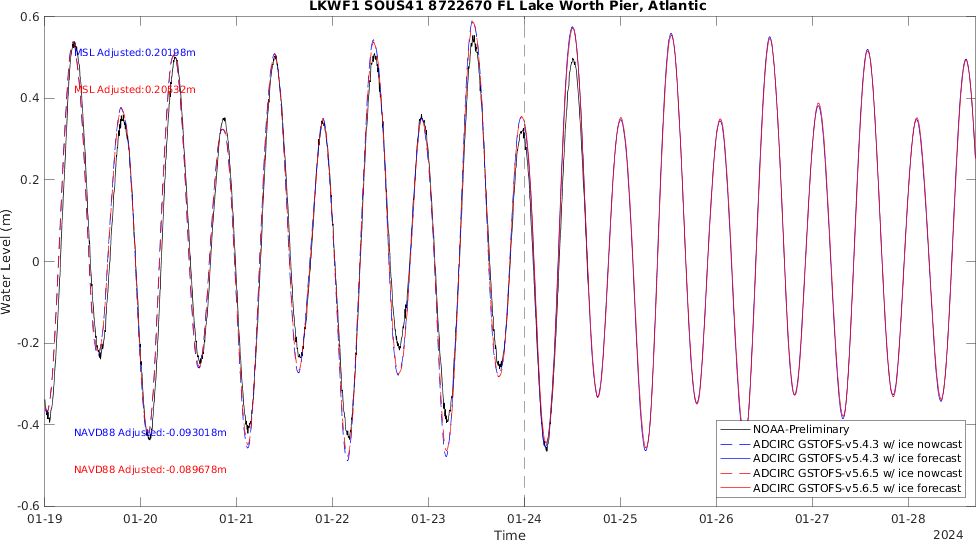 LKWF1 SOUS41 8722670 FL Lake Worth Pier, Atlantic
0.6
0.4
0.2
0
-0.2
-0.4
-0.6
Water Level (m)
MSL Adjusted:0.20198m
MSL Adjusted:0.20532m
NAVD88 Adjusted:-0.093018m
NAVD88 Adjusted:-0.089678m
NOAA-Preliminary
ADCIRC GSTOFS-v5.4.3 w/ ice nowcast
ADCIRC GSTOFS-v5.4.3 w/ ice forecast
ADCIRC GSTOFS-v5.6.5 w/ ice nowcast
ADCIRC GSTOFS-v5.6.5 w/ ice forecast
01-19 01-20 01-21 01-22 01-23 01-24 01-25 01-26 01-27 01-28
Time
2024